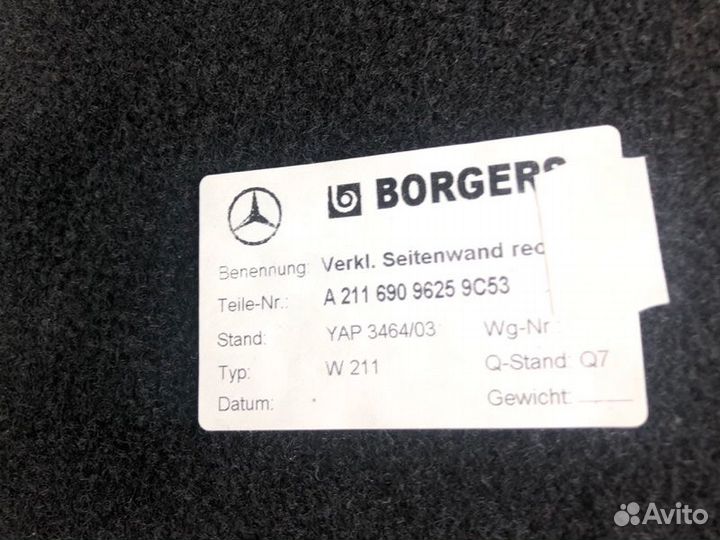 BORGERS
Benennung: Verkl. Seitenwand rec
Teile-Nr.: A 211 690 9625 9C53
Stand: YAP 3464/03 Wg-Nr :
Typ: W 211 Q-Stand: Q7
Datum: Gewicht:
Avito